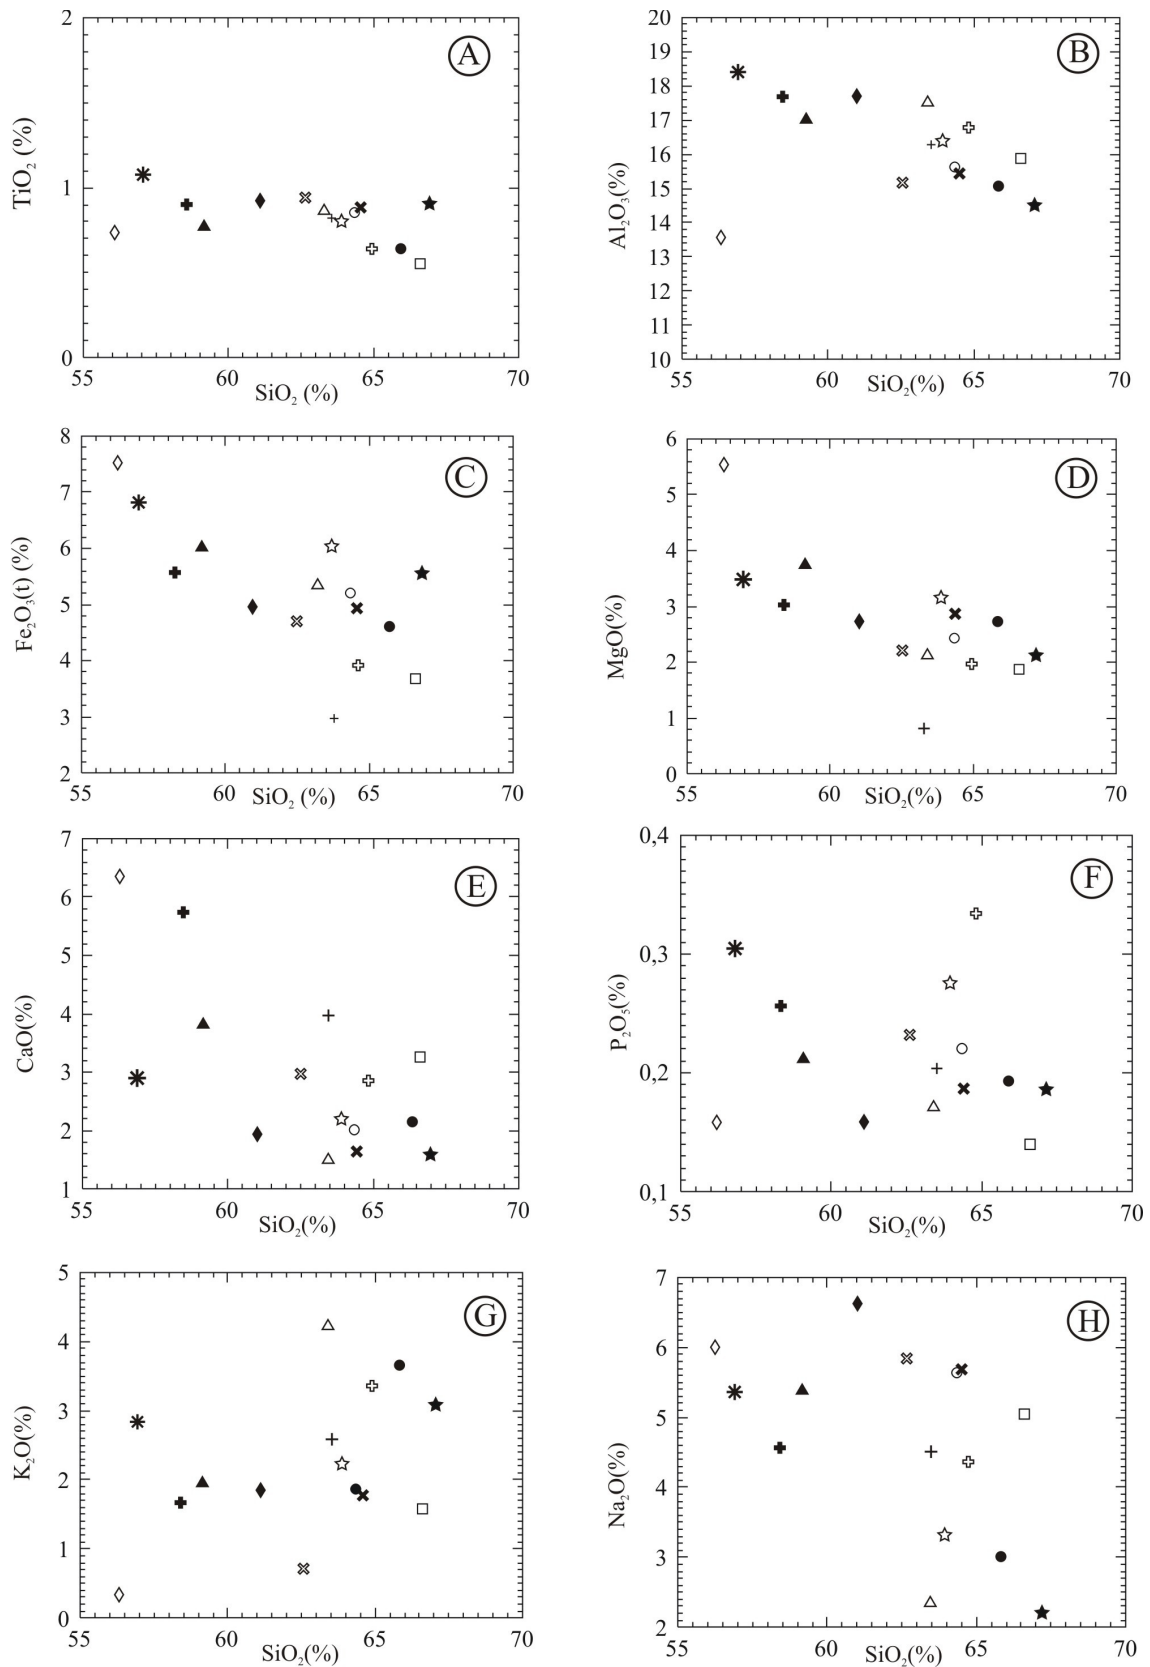 A
TiO₂ (%)
2
1
0
55 60 65 70
SiO₂ (%)
B
Al₂O₃(%)
20
19
18
17
16
15
14
13
12
11
10
55 60 65 70
SiO₂(%)
C
Fe₂O₃(t) (%)
8
7
6
5
4
3
2
55 60 65 70
SiO₂ (%)
D
MgO(%)
6
5
4
3
2
1
0
55 60 65 70
SiO₂(%)
E
CaO(%)
7
6
5
4
3
2
1
55 60 65 70
SiO₂(%)
F
P₂O₅(%)
0,4
0,3
0,2
0,1
55 60 65 70
SiO₂(%)
G
K₂O(%)
5
4
3
2
1
0
55 60 65 70
SiO₂(%)
H
Na₂O(%)
7
6
5
4
3
2
55 60 65 70
SiO₂(%)